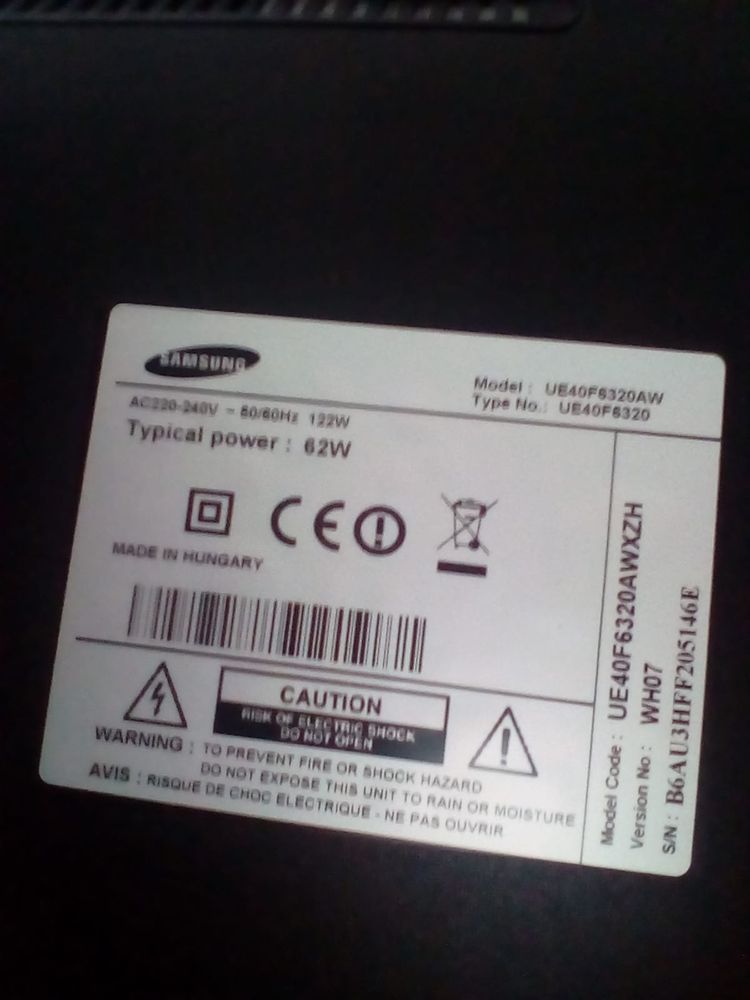 SAMSUNG
Model : UE40F6320AW
Type No. : UE40F6320
AC220-240V ~ 50/60Hz 122W
Typical power : 62W
MADE IN HUNGARY
CAUTION
RISK OF ELECTRIC SHOCK
DO NOT OPEN
WARNING : TO PREVENT FIRE OR SHOCK HAZARD
DO NOT EXPOSE THIS UNIT TO RAIN OR MOISTURE
AVIS : RISQUE DE CHOC ELECTRIQUE - NE PAS OUVRIR
Model Code : UE40F6320AWXZH
Version No : WH07
S/N : B6AU3HFF205146E